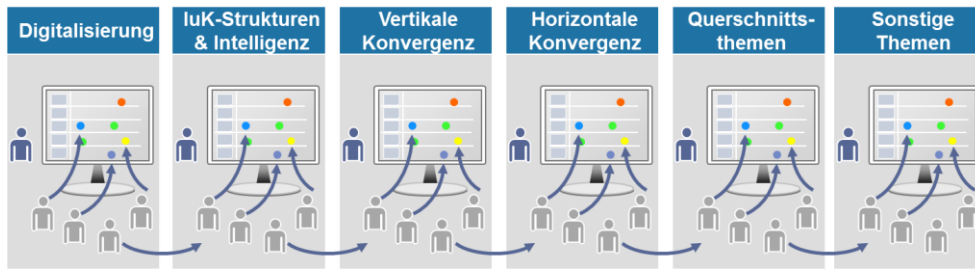 Digitalisierung
IuK-Strukturen
& Intelligenz
Vertikale
Konvergenz
Horizontale
Konvergenz
Querschnitts-
themen
Sonstige
Themen